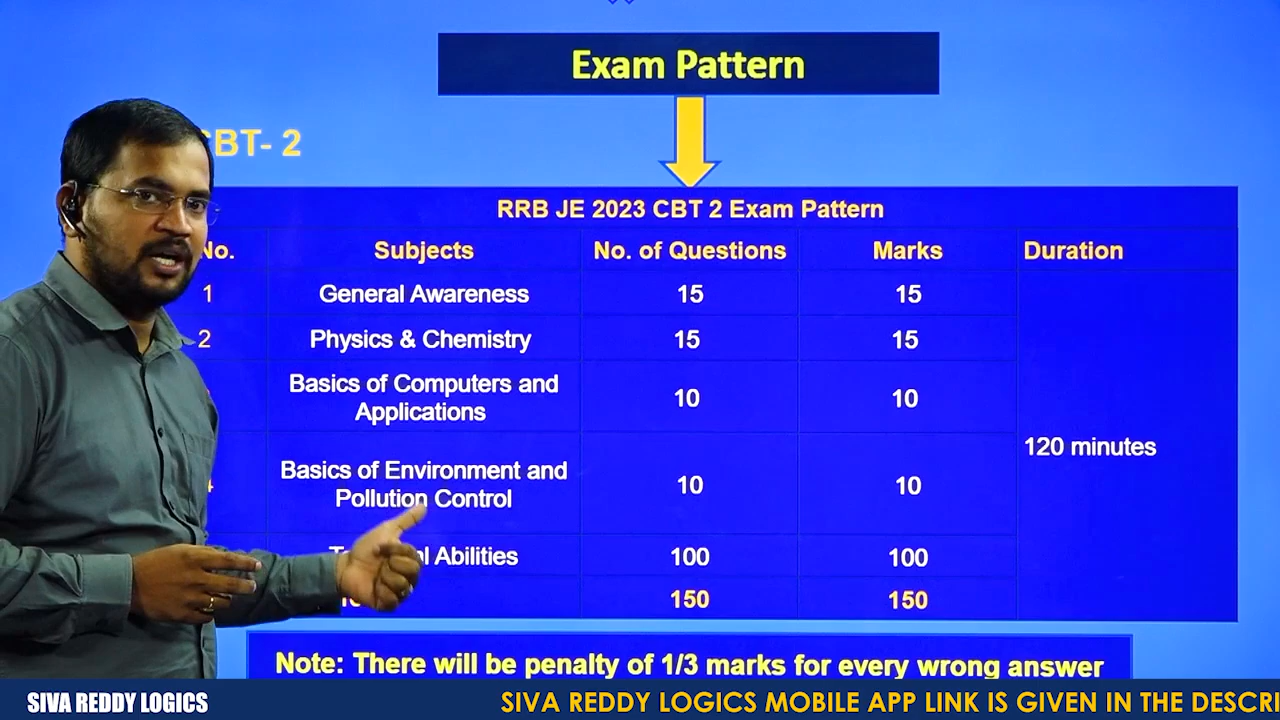 Exam Pattern
CBT- 2
RRB JE 2023 CBT 2 Exam Pattern
No. Subjects No. of Questions Marks Duration
1 General Awareness 15 15
2 Physics & Chemistry 15 15
Basics of Computers and
Applications
10 10
120 minutes
Basics of Environment and
Pollution Control
10 10
Abilities 100 100
150 150
Note: There will be penalty of 1/3 marks for every wrong answer
SIVA REDDY LOGICS
SIVA REDDY LOGICS MOBILE APP LINK IS GIVEN IN THE DESCRI